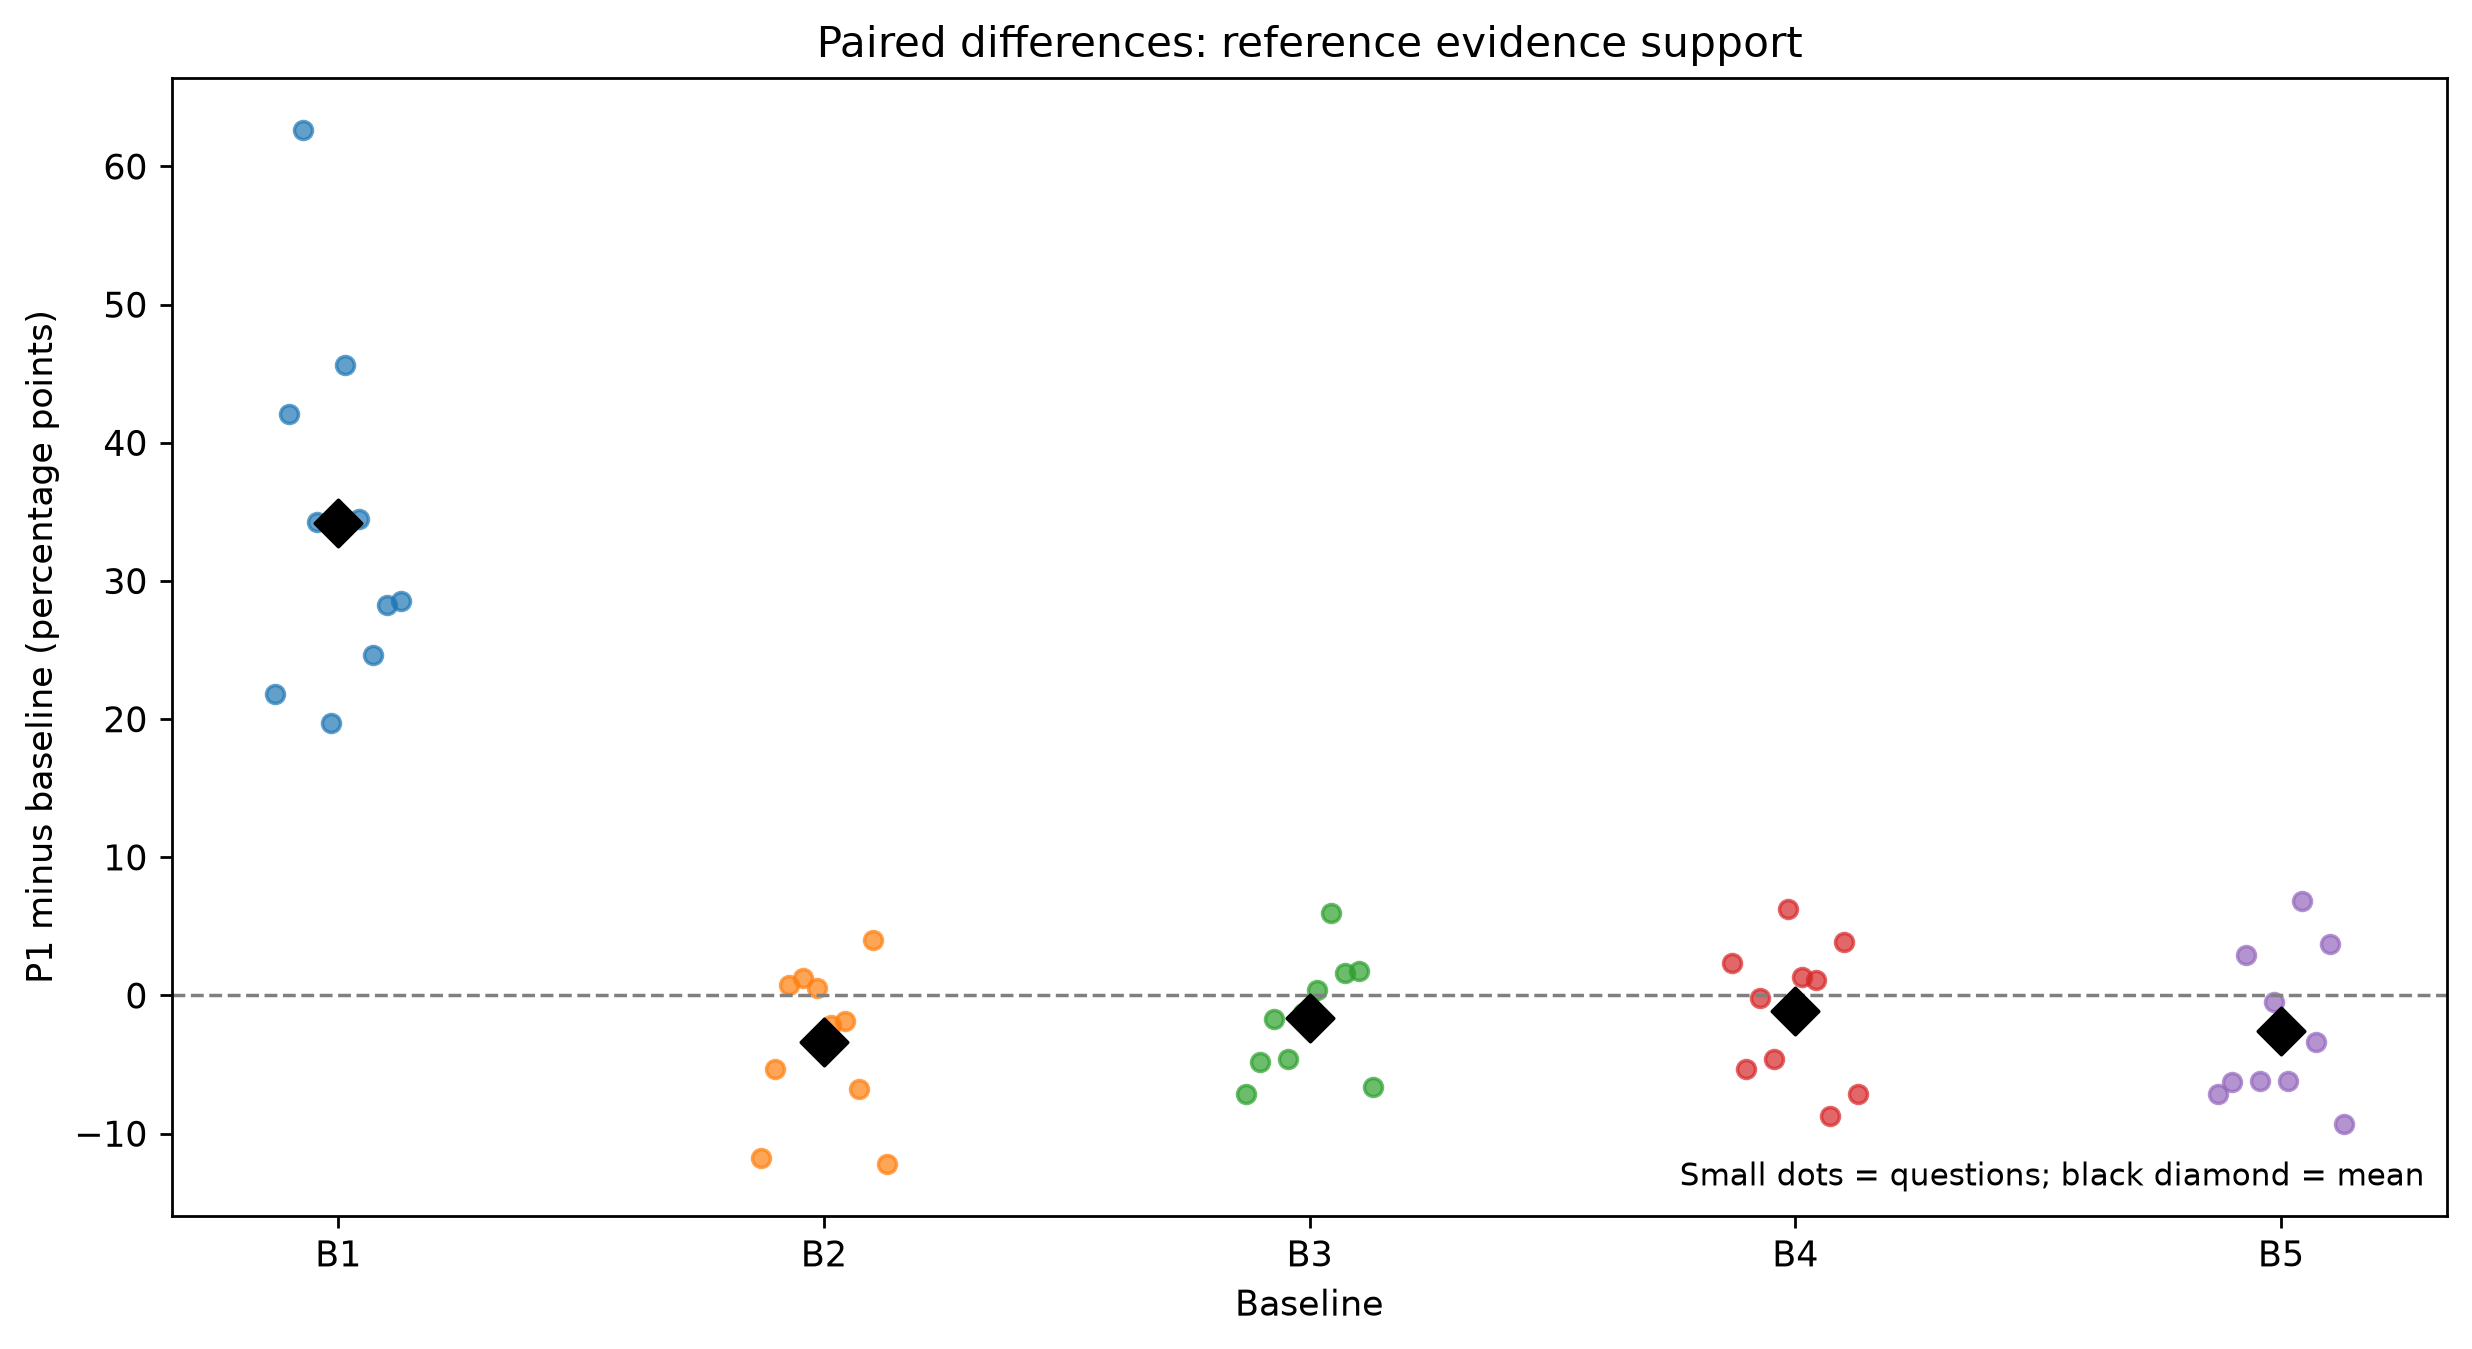 Paired differences: reference evidence support
P1 minus baseline (percentage points)
60
50
40
30
20
10
0
−10
Small dots = questions; black diamond = mean
B1 B2 B3 B4 B5
Baseline